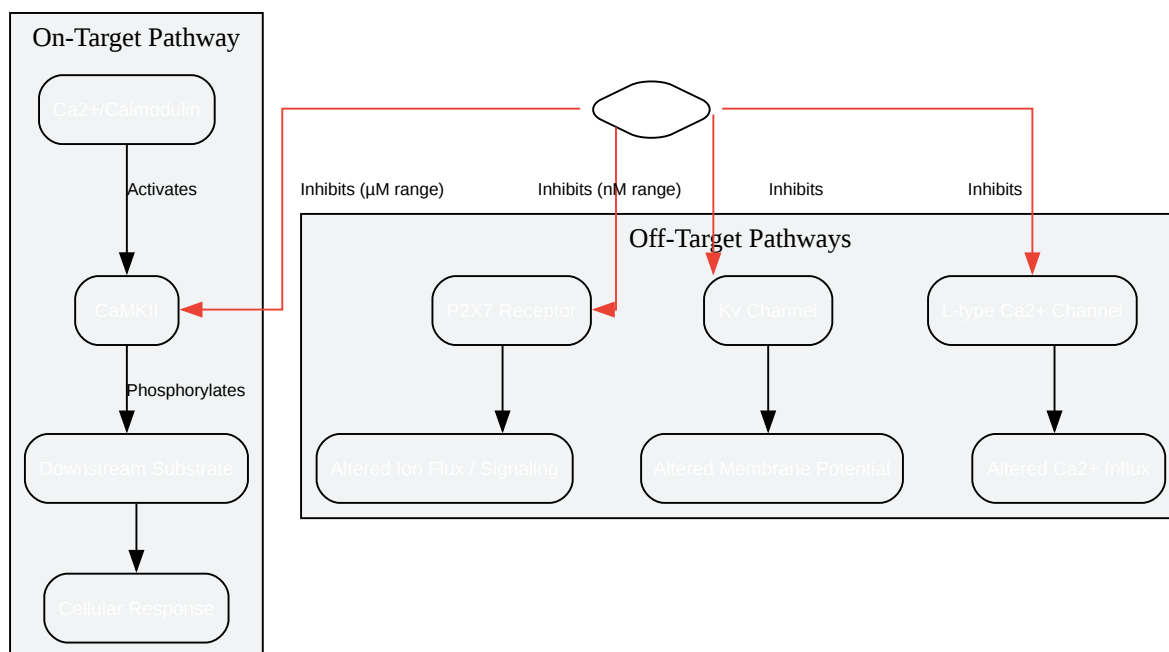 On-Target Pathway
Ca2+/Calmodulin
Activates
CaMKII
Phosphorylates
Downstream Substrate
Cellular Response
Inhibits (µM range)
Inhibits (nM range)
Inhibits
Inhibits
Off-Target Pathways
P2X7 Receptor
Kv Channel
L-type Ca2+ Channel
Altered Ion Flux / Signaling
Altered Membrane Potential
Altered Ca2+ Influx